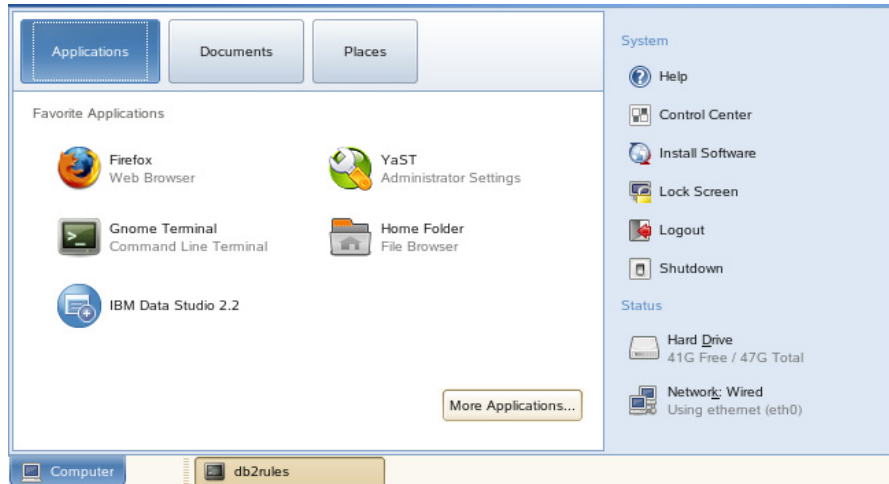 Applications
Documents
Places
Favorite Applications
Firefox
Web Browser
YaST
Administrator Settings
Gnome Terminal
Command Line Terminal
Home Folder
File Browser
IBM Data Studio 2.2
More Applications...
System
Help
Control Center
Install Software
Lock Screen
Logout
Shutdown
Status
Hard Drive
41G Free / 47G Total
Network: Wired
Using ethernet (eth0)
Computer
db2rules